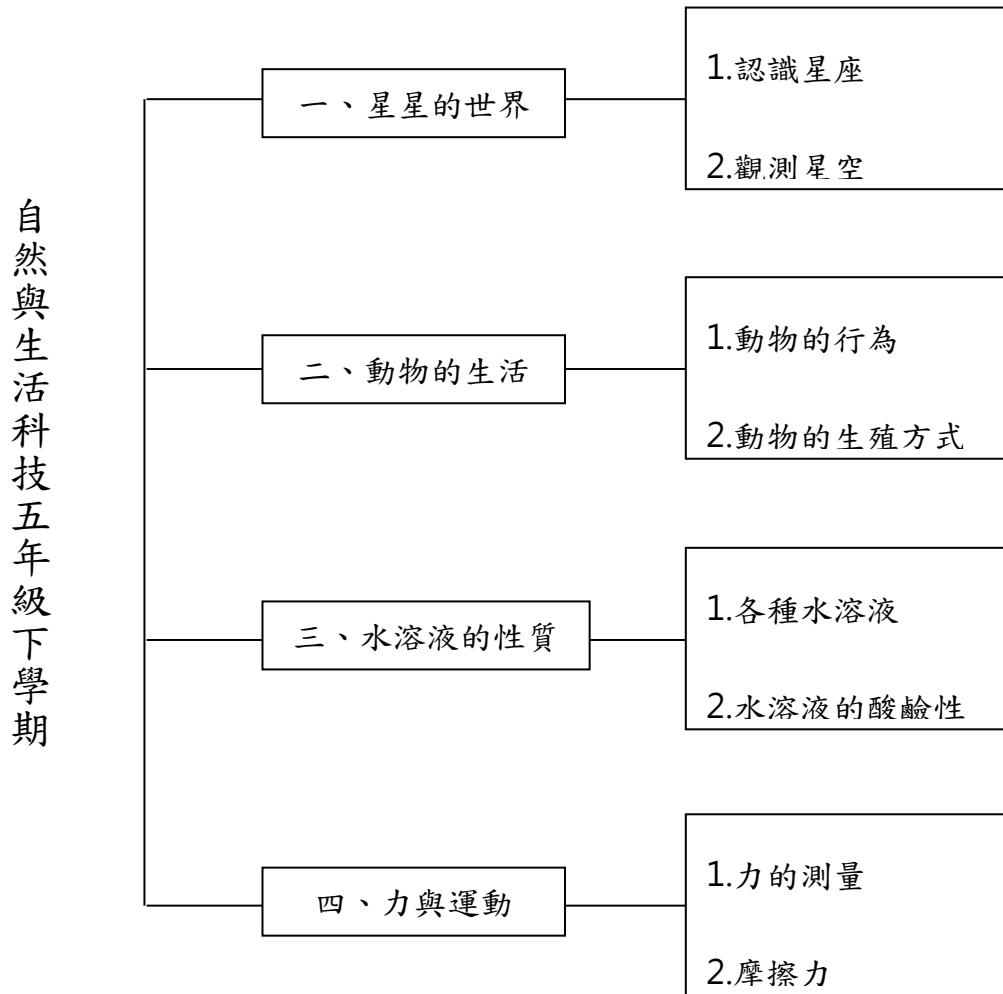 自然與生活科技五年級下學期
一、星星的世界
1.認識星座
2.觀測星空
二、動物的生活
1.動物的行為
2.動物的生殖方式
三、水溶液的性質
1.各種水溶液
2.水溶液的酸鹼性
四、力與運動
1.力的測量
2.摩擦力